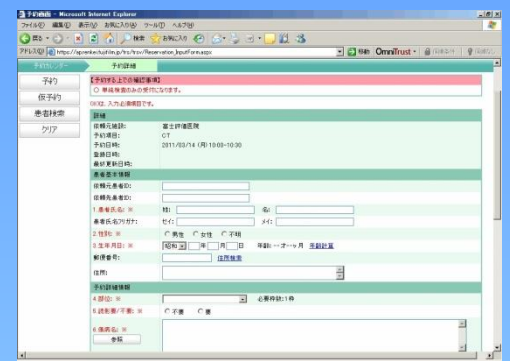 予約画面 - Microsoft Internet Explorer
ファイル(F) 編集(E) 表示(V) お気に入り(A) ツール(T) ヘルプ(H)
戻る 検索 お気に入り
アドレス(D) 移動 OmniTrust
予約カレンダー 予約詳細
予約
仮予約
患者検索
クリア
【予約する上での確認事項】
○ 単純検査のみの受付になります。
(※)は、入力必須項目です。
詳細
依頼元施設: 富士評価医院
予約項目: CT
予約日時: 2011/03/14 (月) 10:00-10:30
登録日時:
最終更新日時:
患者基本情報
依頼元患者ID:
依頼先患者ID:
1.患者氏名: ※ 姓: 名:
患者氏名フリガナ: セイ: メイ:
2.性別: ※ 男性 女性 不明
3.生年月日: ※ 昭和 年 月 日 年齢: --才--ヶ月 年齢計算
郵便番号: 住所検索
住所:
予約詳細情報
4.部位: ※ 必要枠数:1枠
5.読影要/不要: ※ 不要 要
6.傷病名: ※
参照